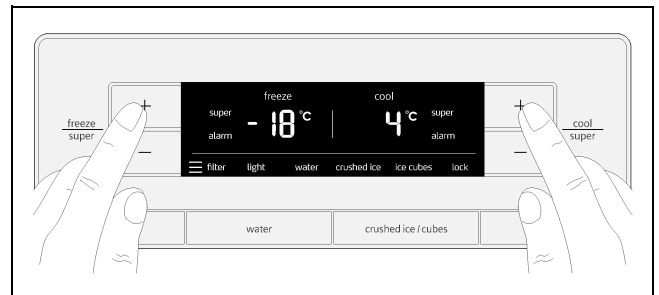 freeze
super
+
−
freeze cool
super -18°C 4°C super
alarm alarm
filter light water crushed ice ice cubes lock
+
−
cool
super
water crushed ice / cubes